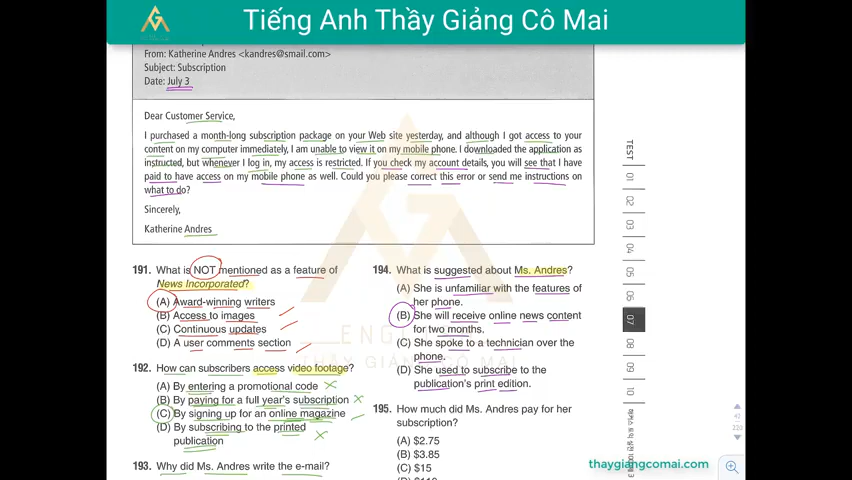 Tiếng Anh Thầy Giảng Cô Mai
From: Katherine Andres <kandres@smail.com>
Subject: Subscription
Date: July 3
Dear Customer Service,
I purchased a month-long subscription package on your Web site yesterday, and although I got access to your
content on my computer immediately, I am unable to view it on my mobile phone. I downloaded the application as
instructed, but whenever I log in, my access is restricted. If you check my account details, you will see that I have
paid to have access on my mobile phone as well. Could you please correct this error or send me instructions on
what to do?
Sincerely,
Katherine Andres
191. What is NOT mentioned as a feature of
News Incorporated?
(A) Award-winning writers
(B) Access to images
(C) Continuous updates
(D) A user comments section
192. How can subscribers access video footage?
(A) By entering a promotional code
(B) By paying for a full year's subscription
(C) By signing up for an online magazine
(D) By subscribing to the printed
publication
193. Why did Ms. Andres write the e-mail?
194. What is suggested about Ms. Andres?
(A) She is unfamiliar with the features of
her phone.
(B) She will receive online news content
for two months.
(C) She spoke to a technician over the
phone.
(D) She used to subscribe to the
publication's print edition.
195. How much did Ms. Andres pay for her
subscription?
(A) $2.75
(B) $3.85
(C) $15
TEST
01
02
03
04
05
06
07
08
09
10
thaygiangcomai.com